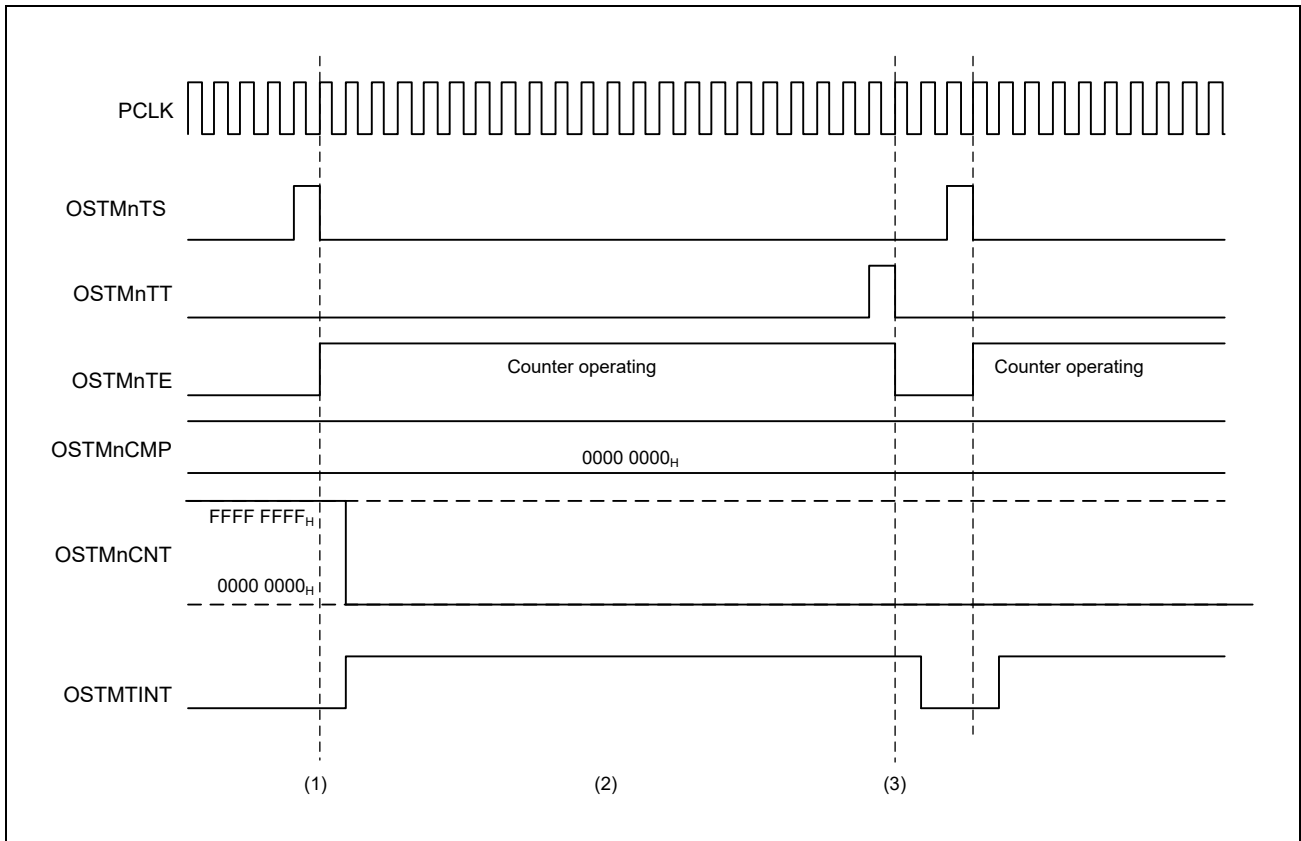 PCLK
OSTMnTS
OSTMnTT
OSTMnTE
Counter operating
Counter operating
OSTMnCMP
0000 0000H
FFFF FFFFH
OSTMnCNT
0000 0000H
OSTMTINT
(1)
(2)
(3)